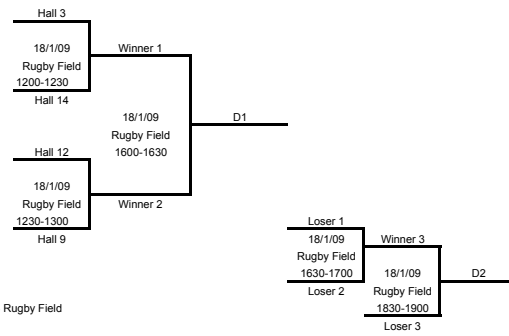 Hall 3
18/1/09
Rugby Field
1200-1230
Hall 14
Winner 1
18/1/09
Rugby Field
1600-1630
D1
Hall 12
18/1/09
Rugby Field
1230-1300
Hall 9
Winner 2
Loser 1
18/1/09
Rugby Field
1630-1700
Loser 2
Winner 3
18/1/09
Rugby Field
1830-1900
Loser 3
D2
Rugby Field